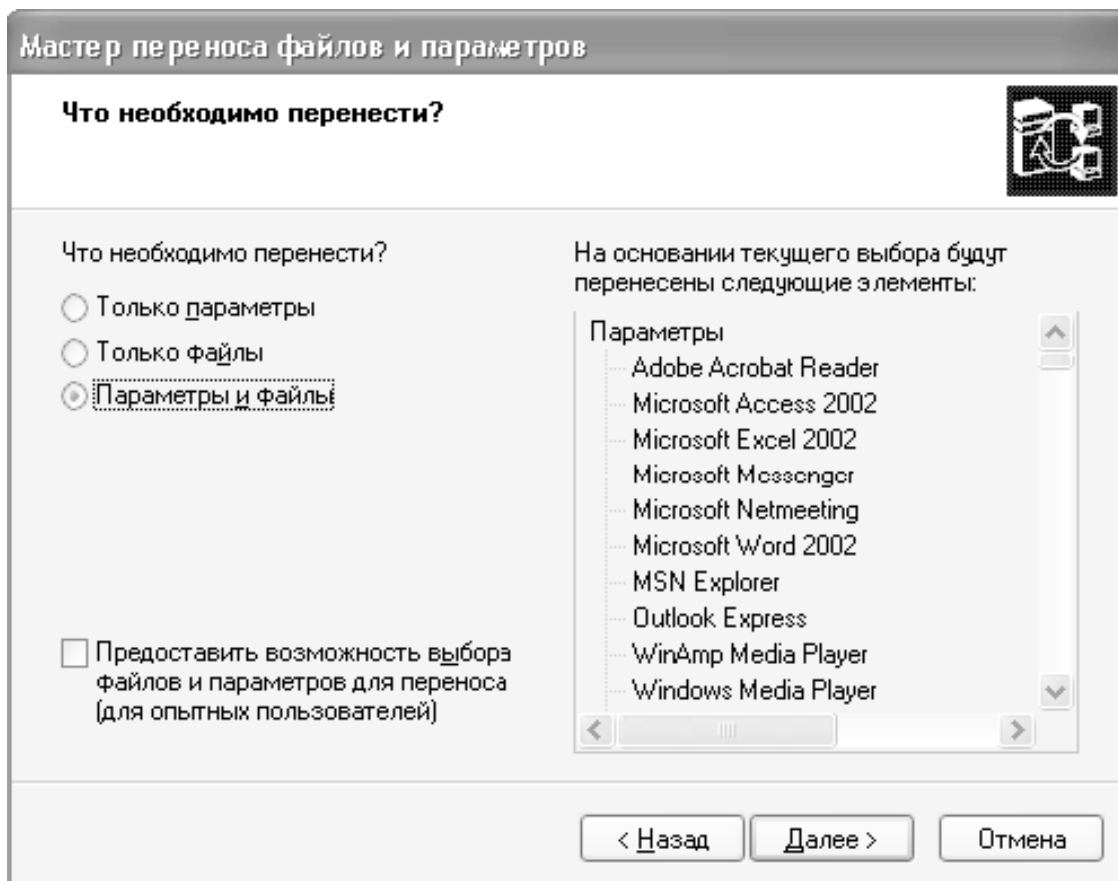 Мастер переноса файлов и параметров
Что необходимо перенести?
Что необходимо перенести?
Только параметры
Только файлы
Параметры и файлы
Предоставить возможность выбора
файлов и параметров для переноса
(для опытных пользователей)
На основании текущего выбора будут
перенесены следующие элементы:
Параметры
Adobe Acrobat Reader
Microsoft Access 2002
Microsoft Excel 2002
Microsoft Messenger
Microsoft Netmeeting
Microsoft Word 2002
MSN Explorer
Outlook Express
WinAmp Media Player
Windows Media Player
< Назад
Далее >
Отмена